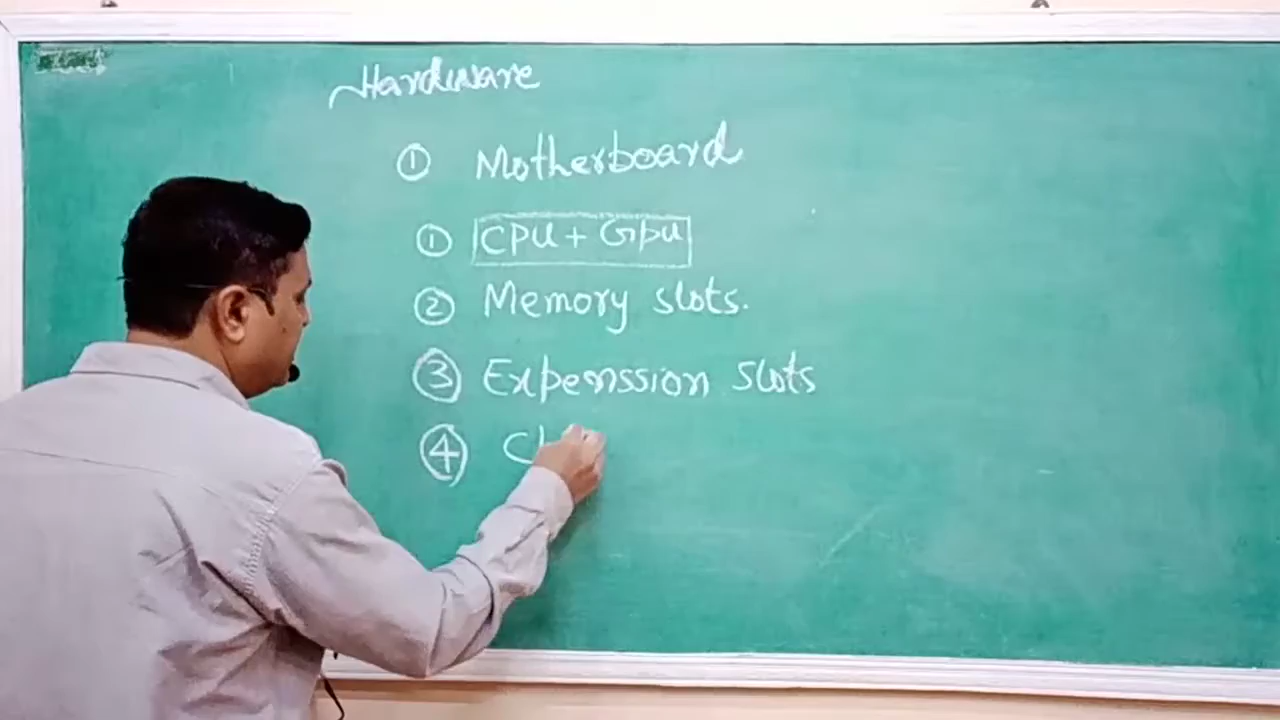 Hardware
① Motherboard
① CPU + GPU
② Memory slots.
③ Expenssion slots
④ Ch